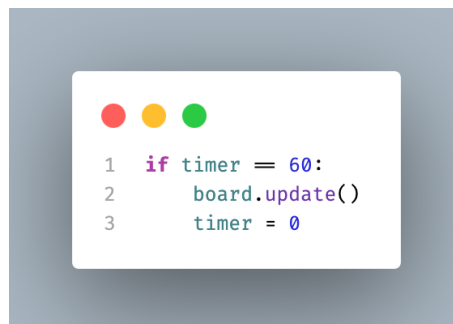 1 if timer == 60:
2     board.update()
3     timer = 0